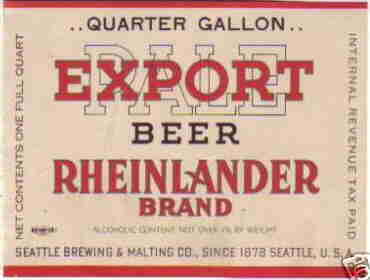 ..QUARTER GALLON..
PALE
EXPORT
BEER
RHEINLANDER
BRAND
ALCOHOLIC CONTENT NOT OVER 4% BY WEIGHT
SEATTLE BREWING & MALTING CO., SINCE 1878 SEATTLE, U.S.A.
NET CONTENTS ONE FULL QUART
INTERNAL REVENUE TAX PAID